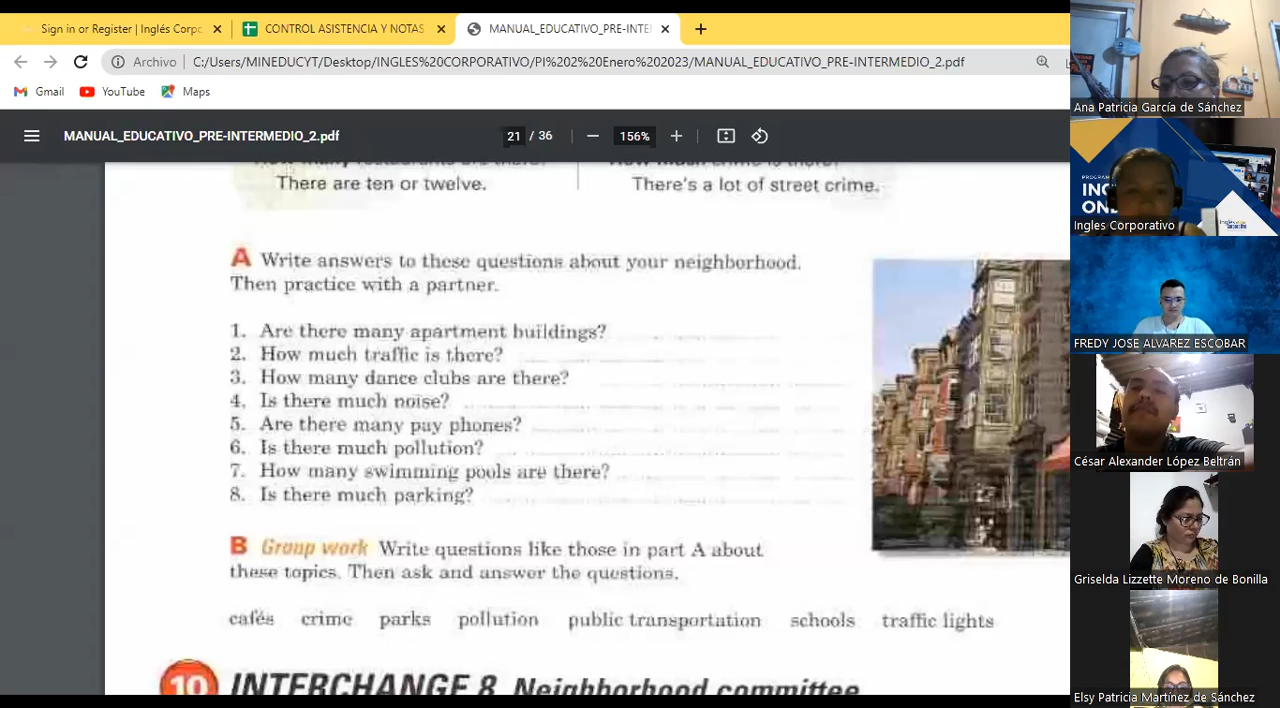 Sign in or Register | Inglés Corpo
CONTROL ASISTENCIA Y NOTAS
MANUAL_EDUCATIVO_PRE-INTER
Archivo
C:/Users/MINEDUCYT/Desktop/INGLES%20CORPORATIVO/PI%202%20Enero%202023/MANUAL_EDUCATIVO_PRE-INTERMEDIO_2.pdf
Gmail
YouTube
Maps
MANUAL_EDUCATIVO_PRE-INTERMEDIO_2.pdf
21 / 36
156%
There are ten or twelve.
There's a lot of street crime.
A Write answers to these questions about your neighborhood.
Then practice with a partner.
1. Are there many apartment buildings?
2. How much traffic is there?
3. How many dance clubs are there?
4. Is there much noise?
5. Are there many pay phones?
6. Is there much pollution?
7. How many swimming pools are there?
8. Is there much parking?
B Group work Write questions like those in part A about
these topics. Then ask and answer the questions.
cafés crime parks pollution public transportation schools traffic lights
10 INTERCHANGE 8 Neighborhood committee
Ana Patricia García de Sánchez
Ingles Corporativo
FREDY JOSE ALVAREZ ESCOBAR
César Alexander López Beltrán
Griselda Lizzette Moreno de Bonilla
Elsy Patricia Martínez de Sánchez